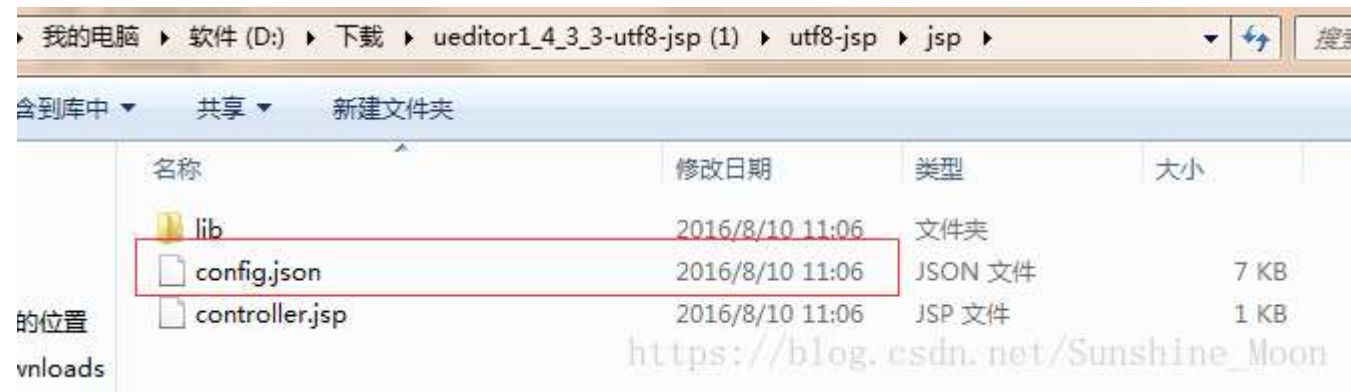 我的电脑 ▸ 软件 (D:) ▸ 下载 ▸ ueditor1_4_3_3-utf8-jsp (1) ▸ utf8-jsp ▸ jsp ▸
含到库中 共享 新建文件夹
名称 修改日期 类型 大小
lib 2016/8/10 11:06 文件夹
config.json 2016/8/10 11:06 JSON 文件 7 KB
controller.jsp 2016/8/10 11:06 JSP 文件 1 KB
的位置
https://blog.csdn.net/Sunshine_Moon
wnloads